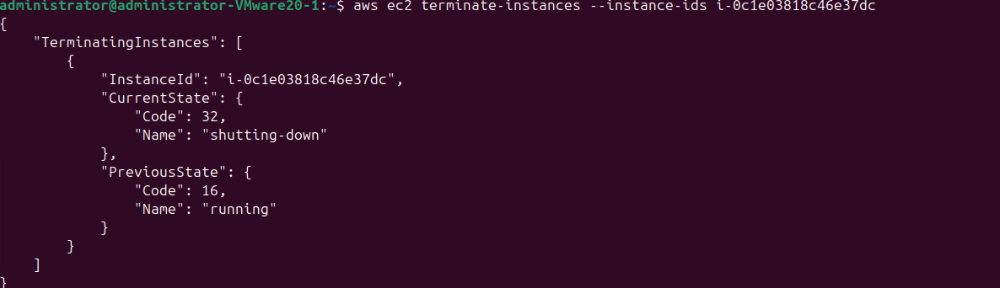 administrator@administrator-VMware20-1:~$ aws ec2 terminate-instances --instance-ids i-0c1e03818c46e37dc
{
    "TerminatingInstances": [
        {
            "InstanceId": "i-0c1e03818c46e37dc",
            "CurrentState": {
                "Code": 32,
                "Name": "shutting-down"
            },
            "PreviousState": {
                "Code": 16,
                "Name": "running"
            }
        }
    ]
}